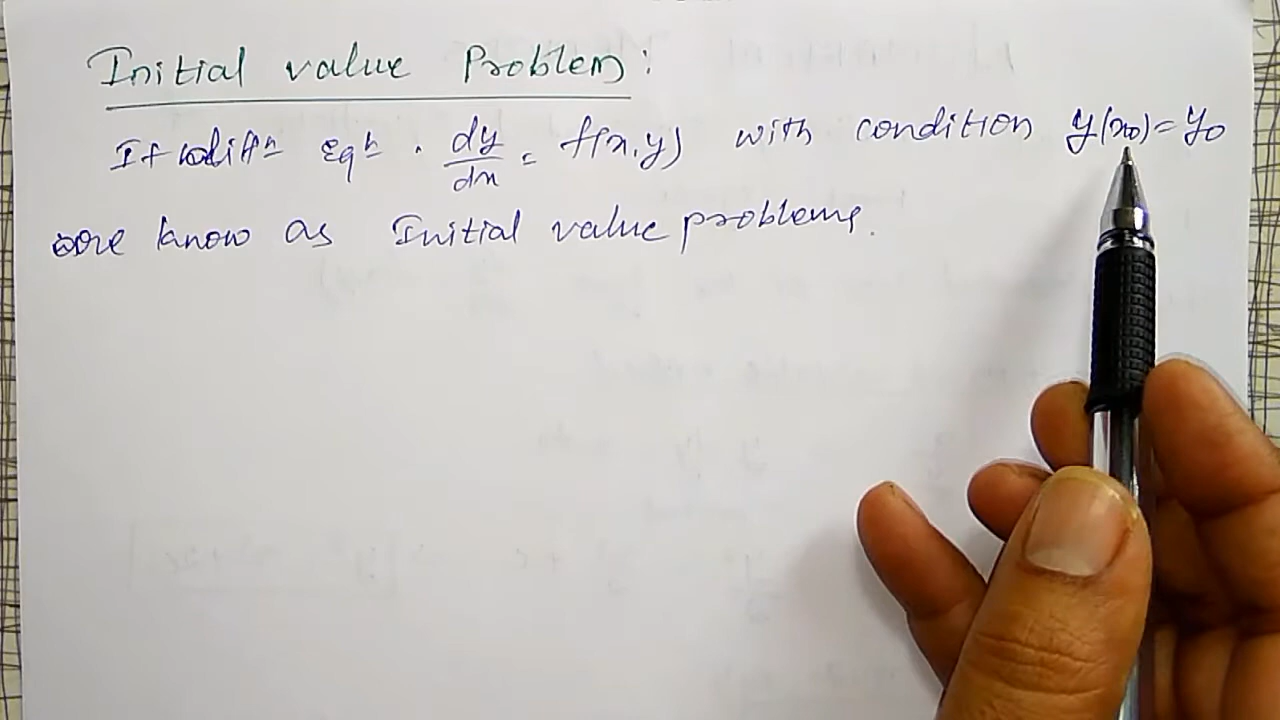 Initial value Problem:
If diffn eqn . dy/dx = f(x,y) with condition y(x0)=y0
are know as Initial value problems.